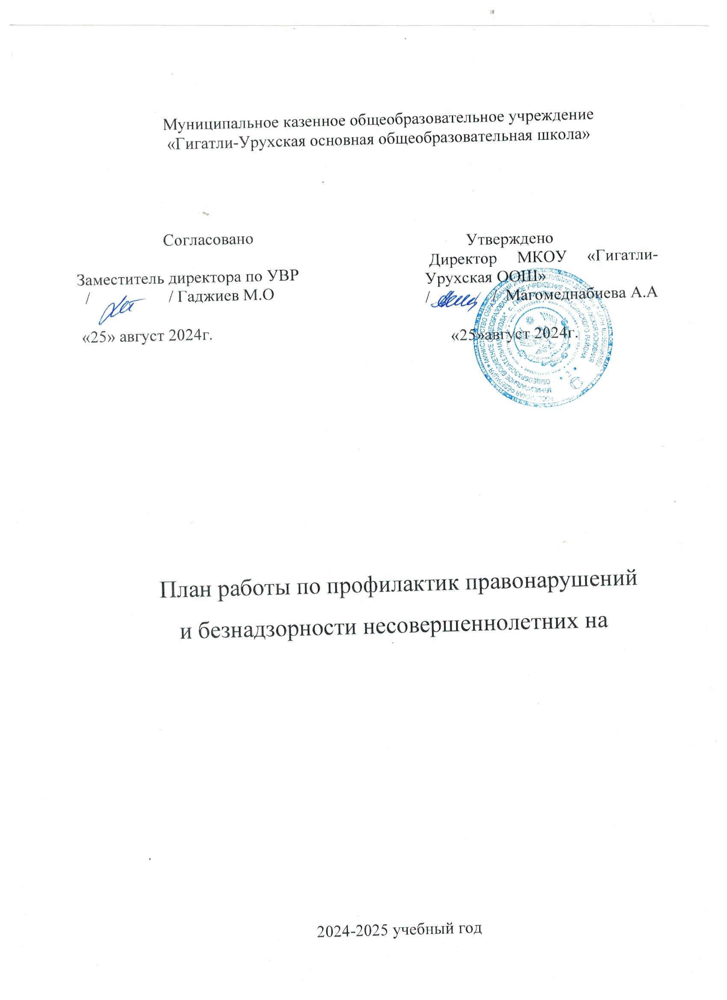 Муниципальное казенное общеобразовательное учреждение
«Гигатли-Урухская основная общеобразовательная школа»
Согласовано
Заместитель директора по УВР
/ / Гаджиев М.О
«25» август 2024г.
Утверждено
Директор МКОУ «Гигатли-
Урухская ООШ»
/ / Магомеднабиева А.А
«25»август 2024г.
План работы по профилактик правонарушений
и безнадзорности несовершеннолетних на
2024-2025 учебный год